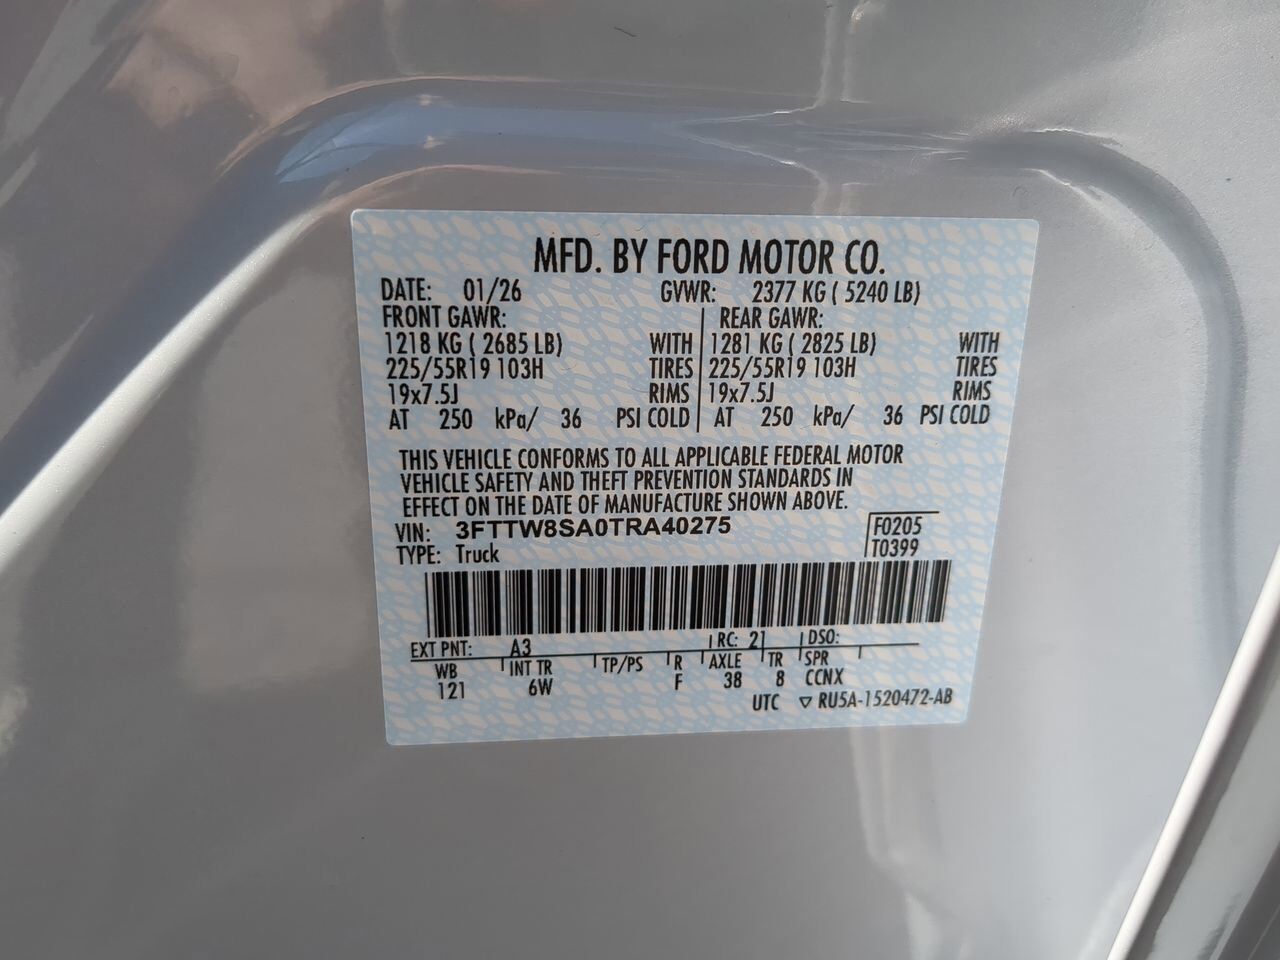 MFD. BY FORD MOTOR CO.
DATE: 01/26 GVWR: 2377 KG ( 5240 LB)
FRONT GAWR: REAR GAWR:
1218 KG ( 2685 LB) WITH 1281 KG ( 2825 LB) WITH
225/55R19 103H TIRES 225/55R19 103H TIRES
19x7.5J RIMS 19x7.5J RIMS
AT 250 kPa/ 36 PSI COLD AT 250 kPa/ 36 PSI COLD
THIS VEHICLE CONFORMS TO ALL APPLICABLE FEDERAL MOTOR
VEHICLE SAFETY AND THEFT PREVENTION STANDARDS IN
EFFECT ON THE DATE OF MANUFACTURE SHOWN ABOVE.
VIN: 3FTTW8SA0TRA40275 F0205
TYPE: Truck T0399
EXT PNT: A3 RC: 21 DSO:
WB INT TR TP/PS R AXLE TR SPR
121 6W F 38 8 CCNX
UTC ▽ RU5A-1520472-AB